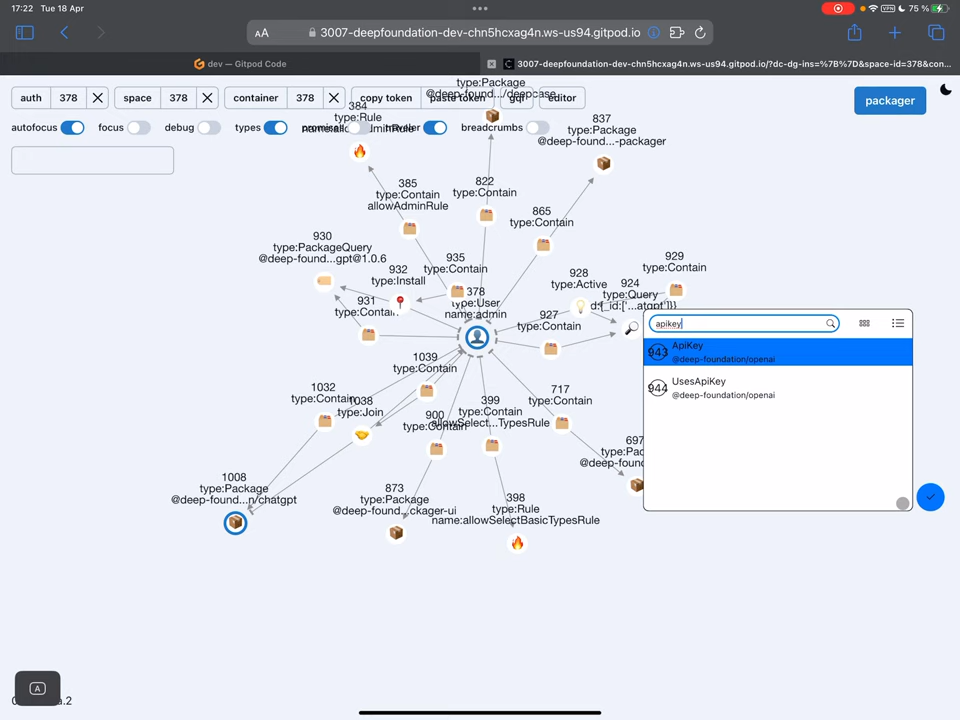 17:22 Tue 18 Apr
VPN 75 %
AA 3007-deepfoundation-dev-chn5hcxag4n.ws-us94.gitpod.io
dev — Gitpod Code
3007-deepfoundation-dev-chn5hcxag4n.ws-us94.gitpod.io/?dc-dg-ins=%7B%7D&space-id=378&con...
auth 378
space 378
container 378
copy token
paste token
gql
editor
packager
autofocus
focus
debug
types
breadcrumbs
type:Package
@deep-found.../deepcase
837
type:Package
@deep-found...-packager
384
type:Rule
385
type:Contain
allowAdminRule
822
type:Contain
865
type:Contain
930
type:PackageQuery
@deep-found...gpt@1.0.6
932
type:Install
935
type:Contain
929
type:Contain
928
type:Active
924
type:Query
931
type:Contain
378
type:User
name:admin
927
type:Contain
apikey
943
ApiKey
@deep-foundation/openai
944
UsesApiKey
@deep-foundation/openai
1039
type:Contain
1032
type:Contain
1038
type:Join
900
type:Contain
399
type:Contain
allowSelect...TypesRule
717
type:Contain
697
type:Pac
@deep-found
1008
type:Package
@deep-found...n/chatgpt
873
type:Package
@deep-found...ckager-ui
398
type:Rule
name:allowSelectBasicTypesRule
A